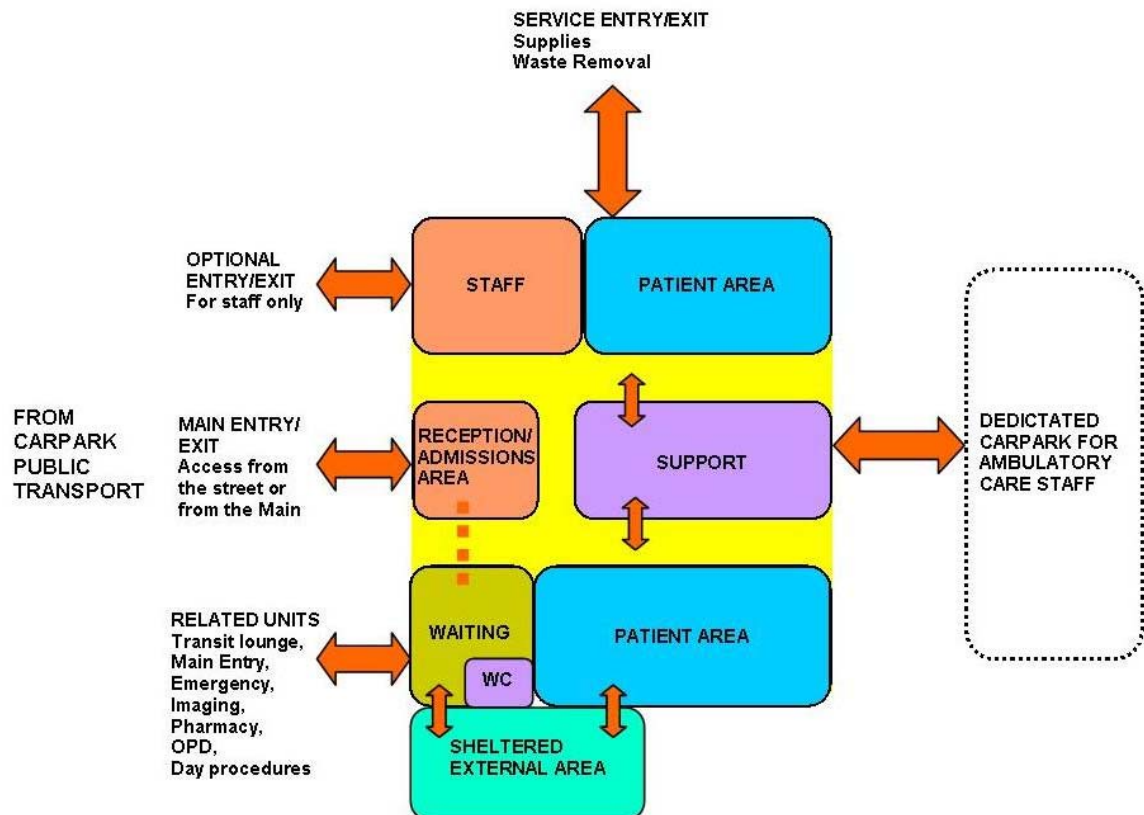 SERVICE ENTRY/EXIT
Supplies
Waste Removal
OPTIONAL
ENTRY/EXIT
For staff only
STAFF
PATIENT AREA
FROM
CARPARK
PUBLIC
TRANSPORT
MAIN ENTRY/
EXIT
Access from
the street or
from the Main
RECEPTION/
ADMISSIONS
AREA
SUPPORT
DEDICTATED
CARPARK FOR
AMBULATORY
CARE STAFF
RELATED UNITS
Transit lounge,
Main Entry,
Emergency,
Imaging,
Pharmacy,
OPD,
Day procedures
WAITING
WC
PATIENT AREA
SHELTERED
EXTERNAL AREA